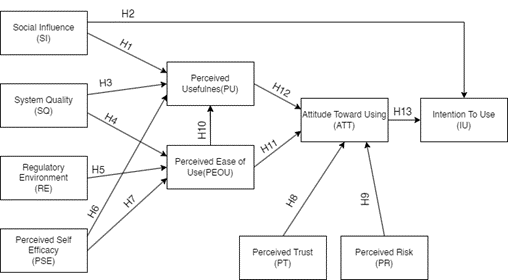 Social Influence
(SI)
H2
H1
System Quality
(SQ)
H3
H4
Perceived
Usefulnes(PU)
H12
Attitude Toward Using
(ATT)
H13
Intention To Use
(IU)
H10
Regulatory
Environment
(RE)
H5
Perceived Ease of
Use(PEOU)
H11
Perceived Self
Efficacy
(PSE)
H6
H7
H8
H9
Perceived Trust
(PT)
Perceived Risk
(PR)